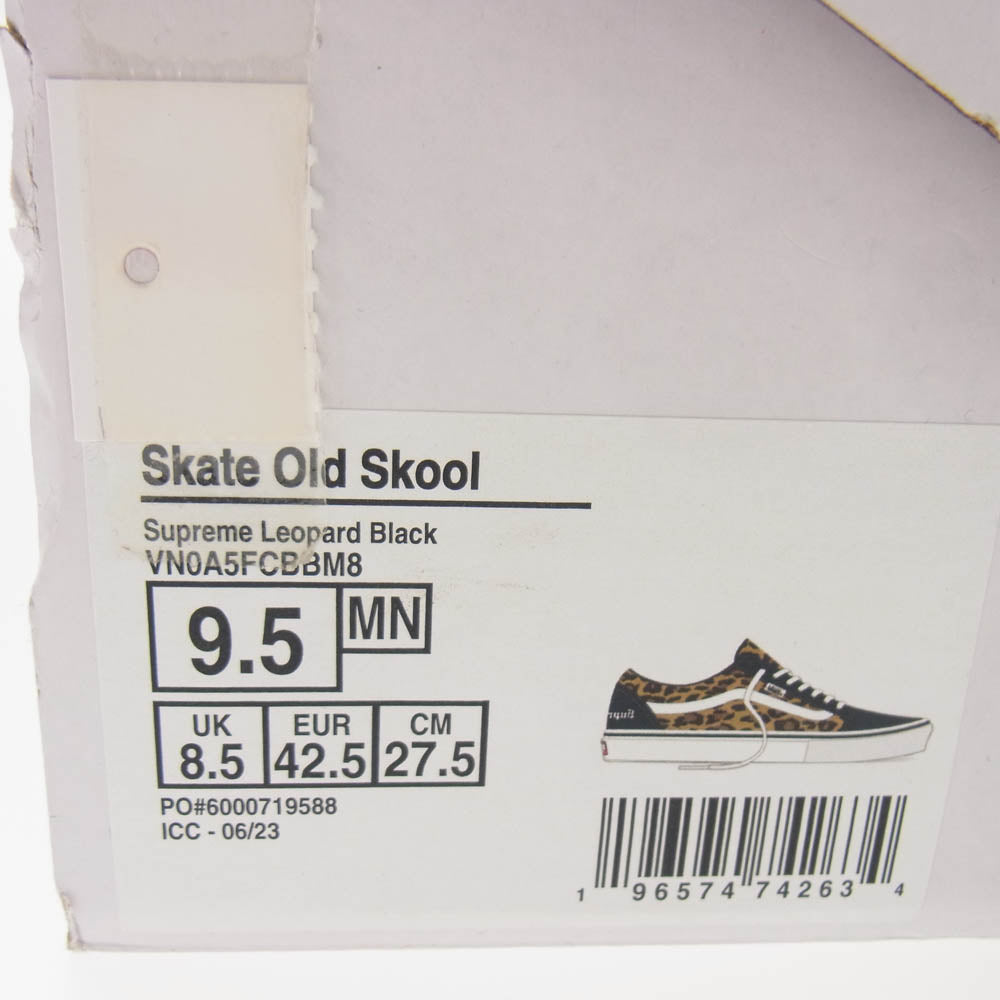 Skate Old Skool
Supreme Leopard Black
VN0A5FCBBM8
9.5 MN
UK EUR CM
8.5 42.5 27.5
PO#6000719588
ICC - 06/23
1 96574 74263 4